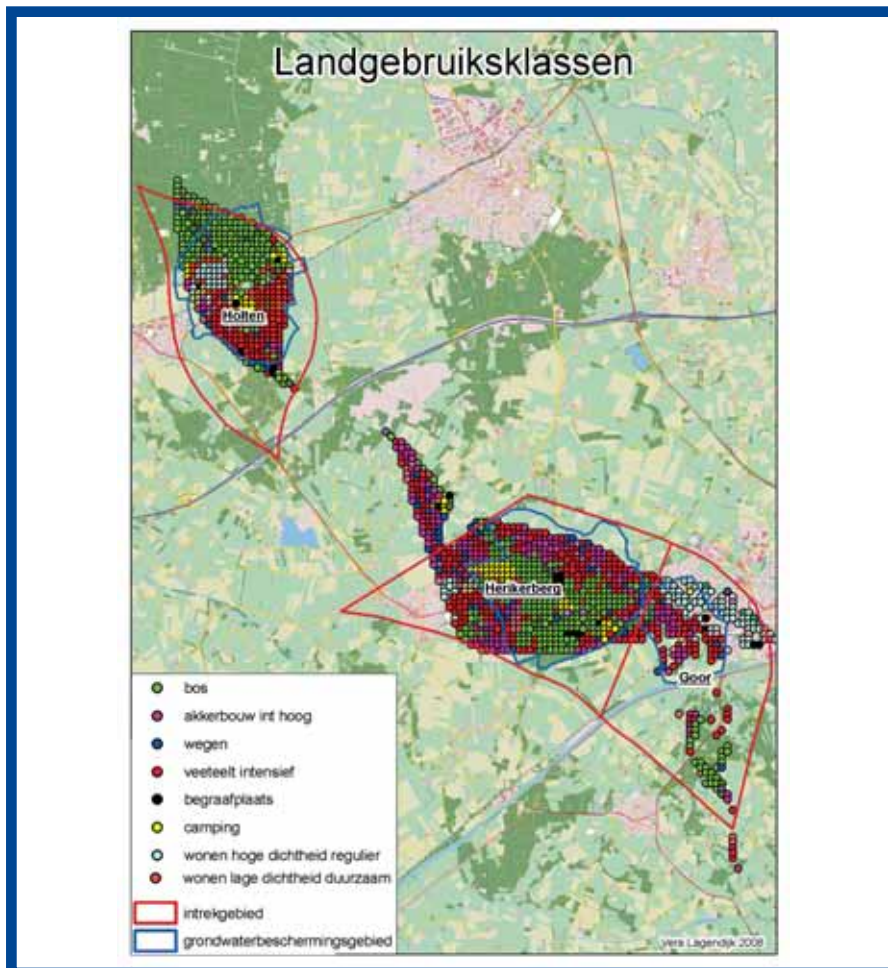 Landgebruiksklassen
Holten
Herikerberg
Goor
bos
akkerbouw int hoog
wegen
veeteelt intensief
begraafplaats
camping
wonen hoge dichtheid regulier
wonen lage dichtheid duurzaam
intrekgebied
grondwaterbeschermingsgebied
Vera Lagendijk 2008